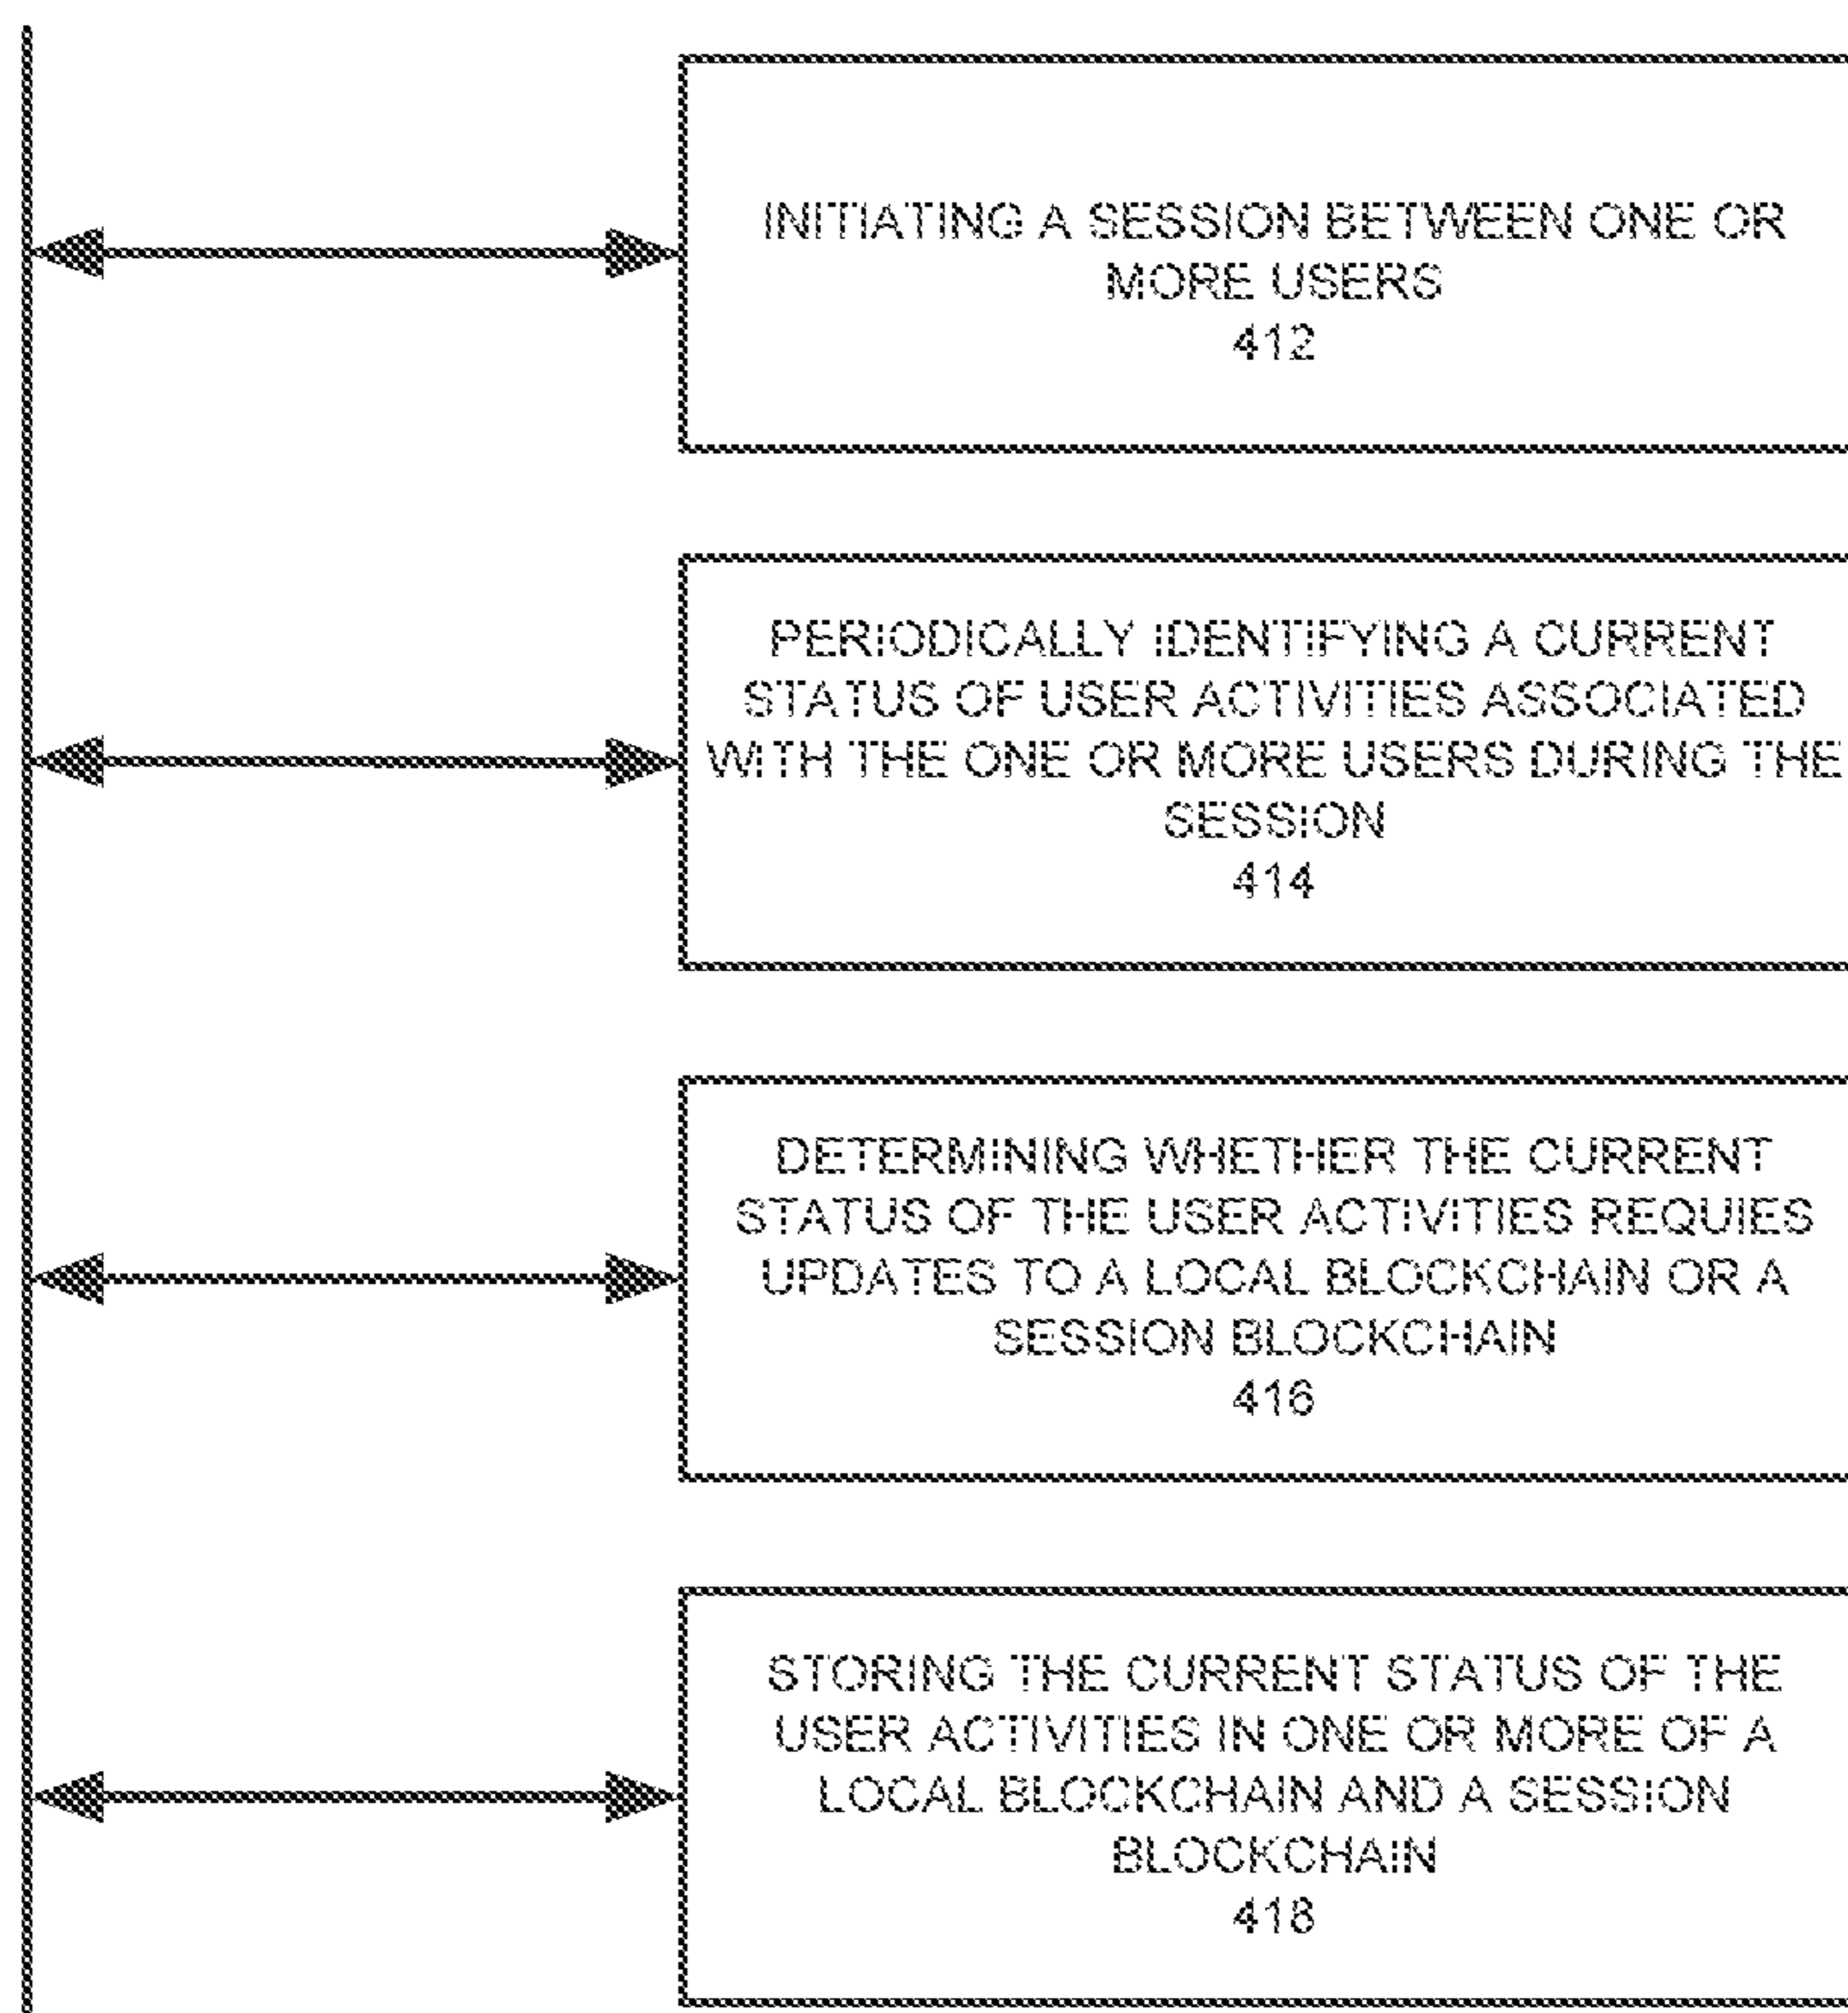 INITIATING A SESSION BETWEEN ONE OR
MORE USERS
412
PERIODICALLY IDENTIFYING A CURRENT
STATUS OF USER ACTIVITIES ASSOCIATED
WITH THE ONE OR MORE USERS DURING THE
SESSION
414
DETERMINING WHETHER THE CURRENT
STATUS OF THE USER ACTIVITIES REQUIES
UPDATES TO A LOCAL BLOCKCHAIN OR A
SESSION BLOCKCHAIN
416
STORING THE CURRENT STATUS OF THE
USER ACTIVITIES IN ONE OR MORE OF A
LOCAL BLOCKCHAIN AND A SESSION
BLOCKCHAIN
418